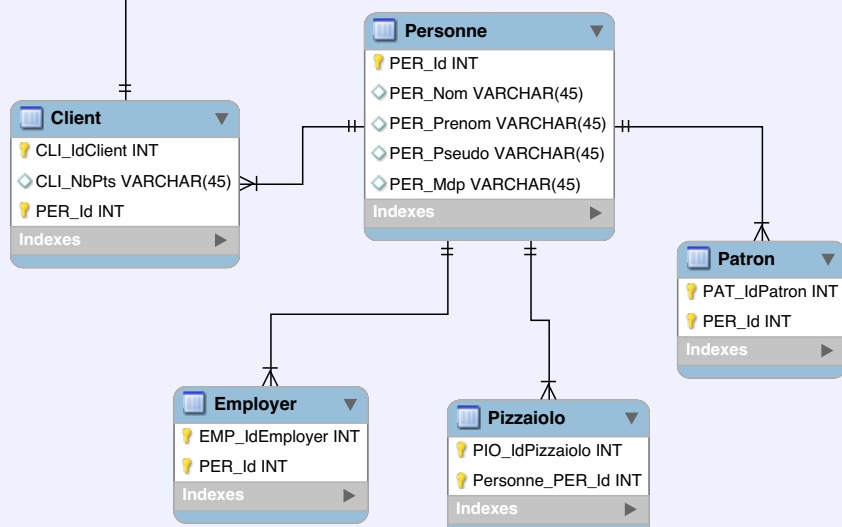 Personne
PER_Id INT
PER_Nom VARCHAR(45)
PER_Prenom VARCHAR(45)
PER_Pseudo VARCHAR(45)
PER_Mdp VARCHAR(45)
Indexes
Client
CLI_IdClient INT
CLI_NbPts VARCHAR(45)
PER_Id INT
Indexes
Patron
PAT_IdPatron INT
PER_Id INT
Indexes
Employer
EMP_IdEmployer INT
PER_Id INT
Indexes
Pizzaiolo
PIO_IdPizzaiolo INT
Personne_PER_Id INT
Indexes